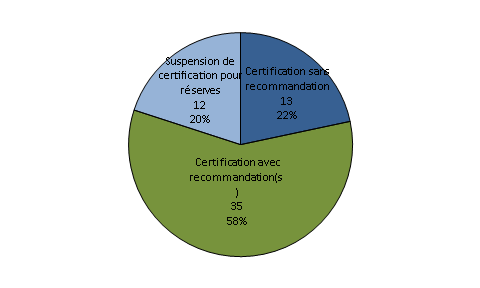 Suspension de
certification pour
réserves
12
20%
Certification sans
recommandation
13
22%
Certification avec
recommandation(s
)
35
58%